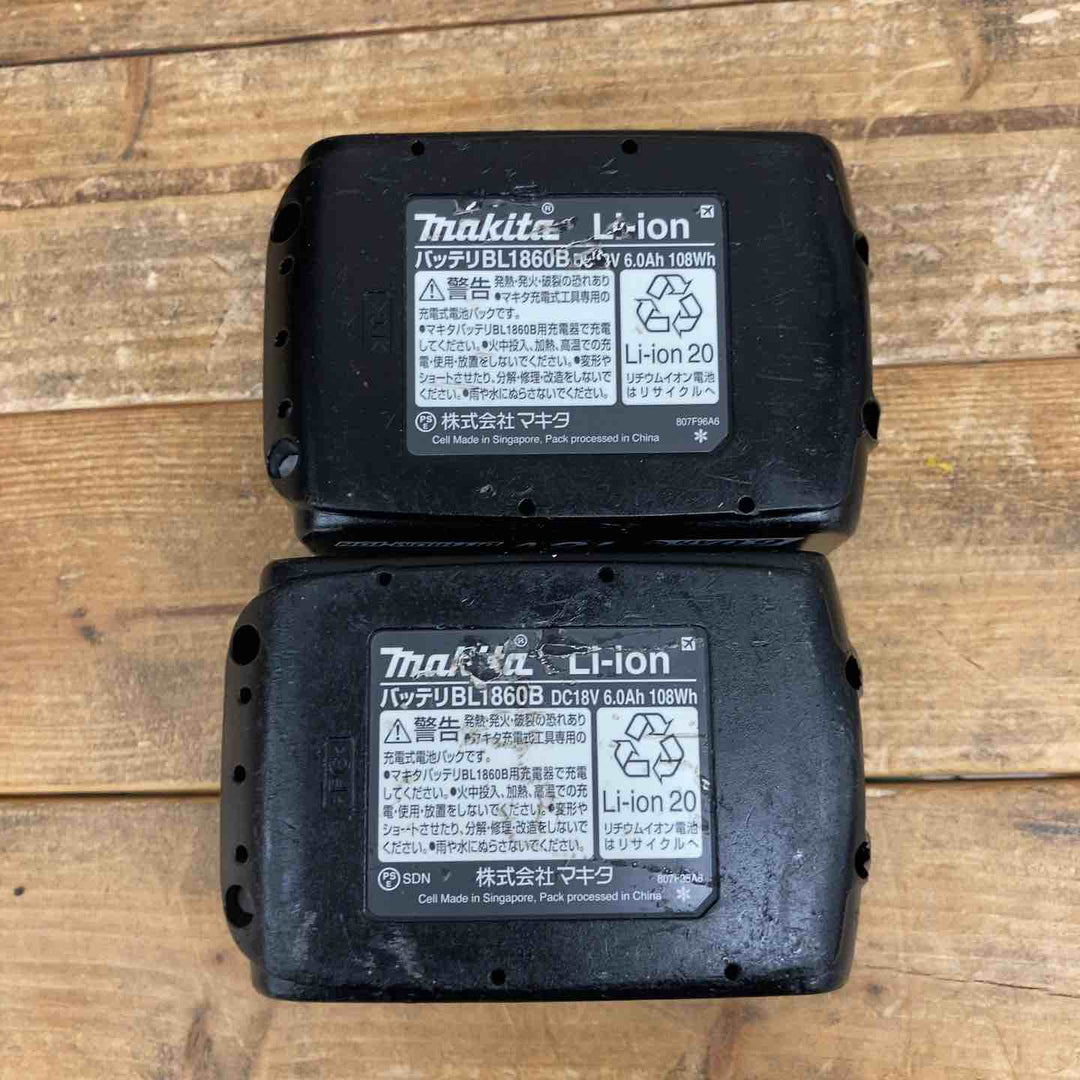 makita® Li-ion
バッテリBL1860B DC18V 6.0Ah 108Wh
警告 発熱・発火・破裂の恐れあり
●マキタ充電式工具専用の
充電式電池パックです。
●マキタバッテリBL1860B用充電器で充電
してください。●火中投入、加熱、高温での充
電・使用・放置をしないでください。●変形や
ショートさせたり、分解・修理・改造をしないで
ください。●雨や水にぬらさないでください。
Li-ion 20
リチウムイオン電池
はリサイクルへ
PSE 株式会社マキタ
807F96A6
Cell Made in Singapore, Pack processed in China
makita® Li-ion
バッテリBL1860B DC18V 6.0Ah 108Wh
警告 発熱・発火・破裂の恐れあり
●マキタ充電式工具専用の
充電式電池パックです。
●マキタバッテリBL1860B用充電器で充電
してください。●火中投入、加熱、高温での充
電・使用・放置をしないでください。●変形や
ショートさせたり、分解・修理・改造をしないで
ください。●雨や水にぬらさないでください。
Li-ion 20
リチウムイオン電池
はリサイクルへ
PSE SDN 株式会社マキタ
Cell Made in Singapore, Pack processed in China